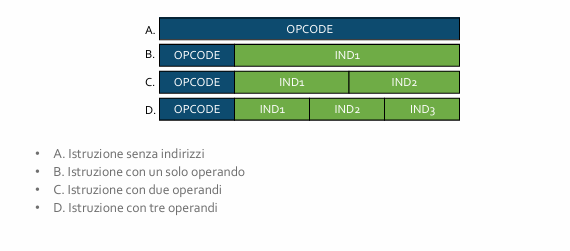 A. OPCODE
B. OPCODE IND1
C. OPCODE IND1 IND2
D. OPCODE IND1 IND2 IND3
• A. Istruzione senza indirizzi
• B. Istruzione con un solo operando
• C. Istruzione con due operandi
• D. Istruzione con tre operandi